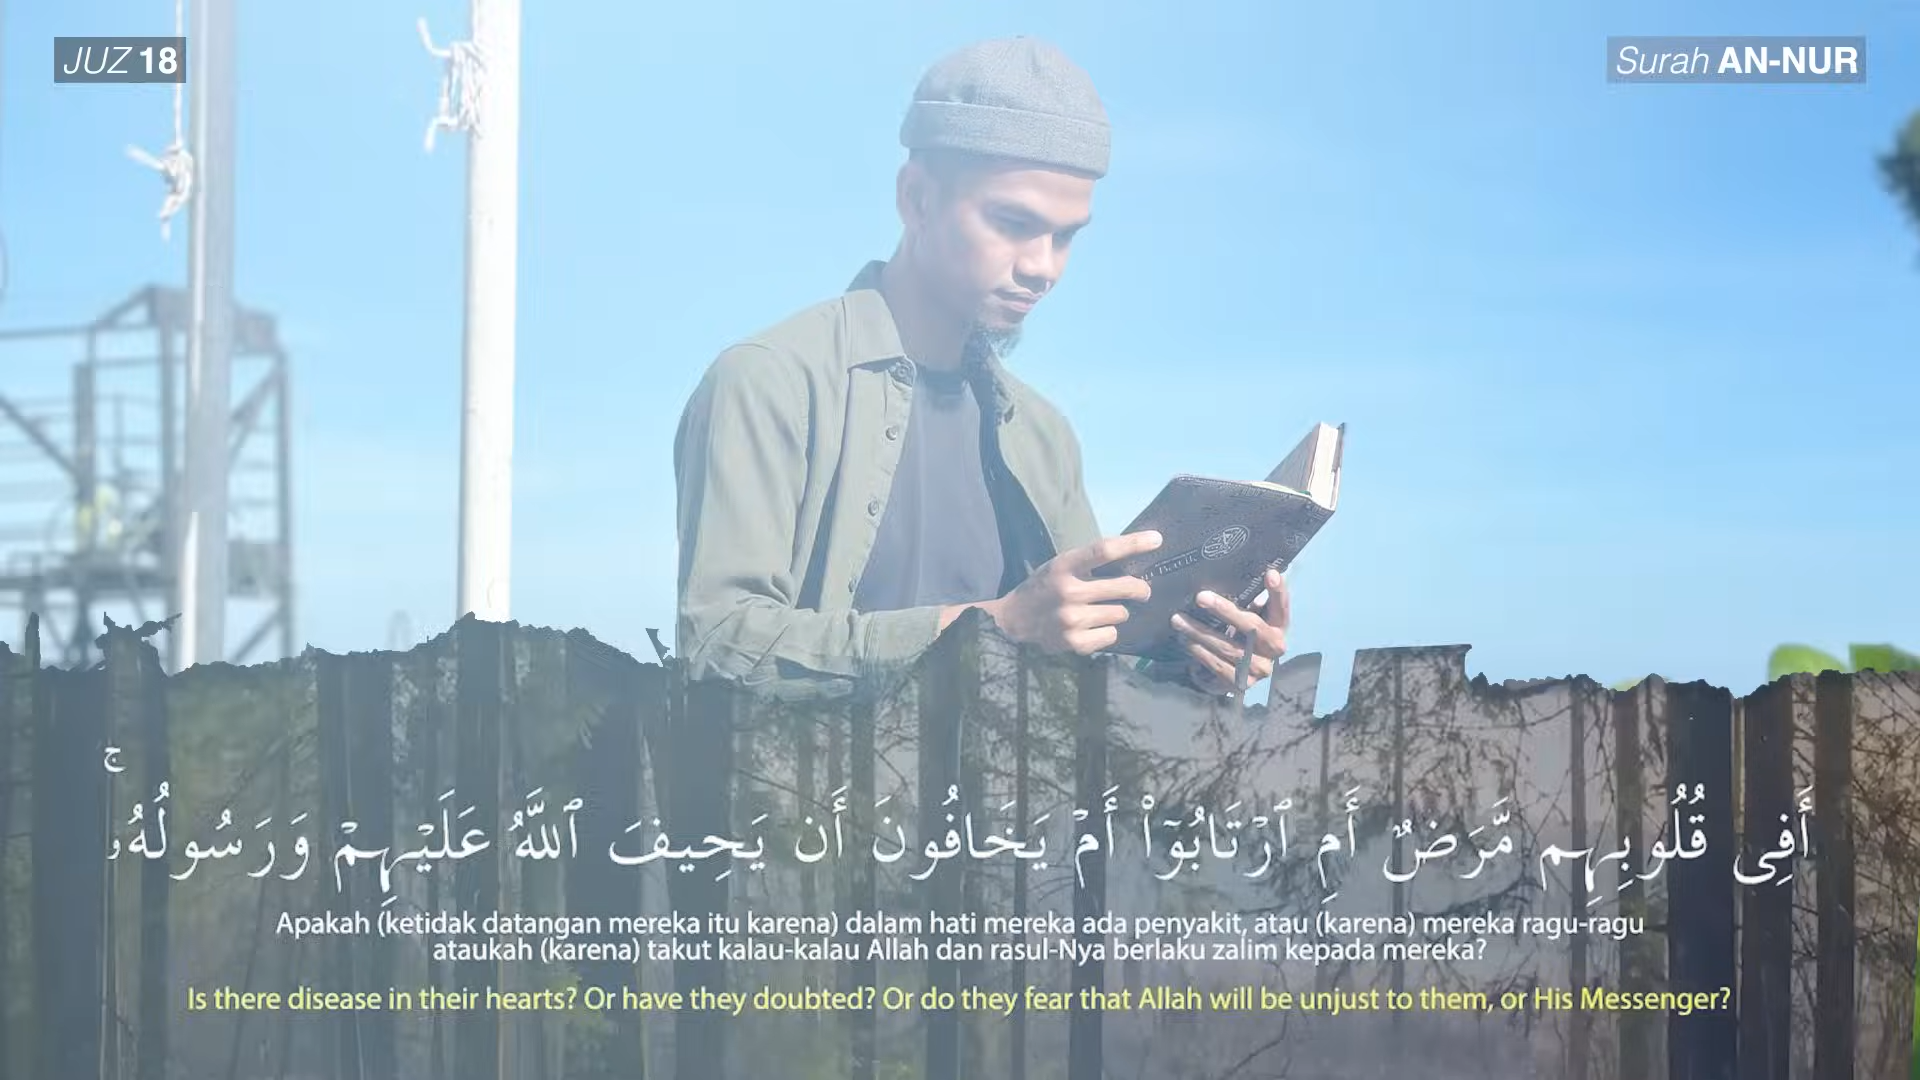 JUZ 18
Surah AN-NUR
أَفِى قُلُوبِهِم مَّرَضٌ أَمِ ٱرْتَابُوٓا۟ أَمْ يَخَافُونَ أَن يَحِيفَ ٱللَّهُ عَلَيْهِمْ وَرَسُولُهُۥ ۚ
Apakah (ketidak datangan mereka itu karena) dalam hati mereka ada penyakit, atau (karena) mereka ragu-ragu
ataukah (karena) takut kalau-kalau Allah dan rasul-Nya berlaku zalim kepada mereka?
Is there disease in their hearts? Or have they doubted? Or do they fear that Allah will be unjust to them, or His Messenger?